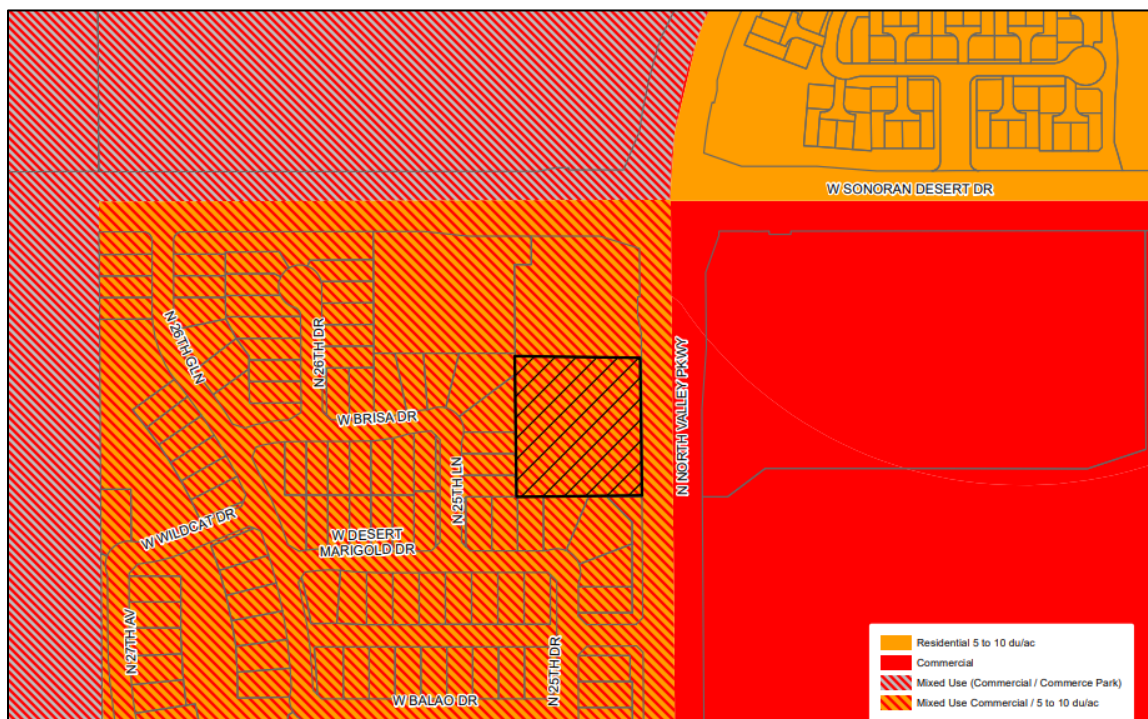 W SONORAN DESERT DR
N 26TH GLN
N 26TH DR
N NORTH VALLEY PKWY
W BRISA DR
N 25TH LN
W WILDCAT DR
W DESERT
MARIGOLD DR
N 27TH AV
N 25TH DR
W BALAO DR
Residential 5 to 10 du/ac
Commercial
Mixed Use (Commercial / Commerce Park)
Mixed Use Commercial / 5 to 10 du/ac